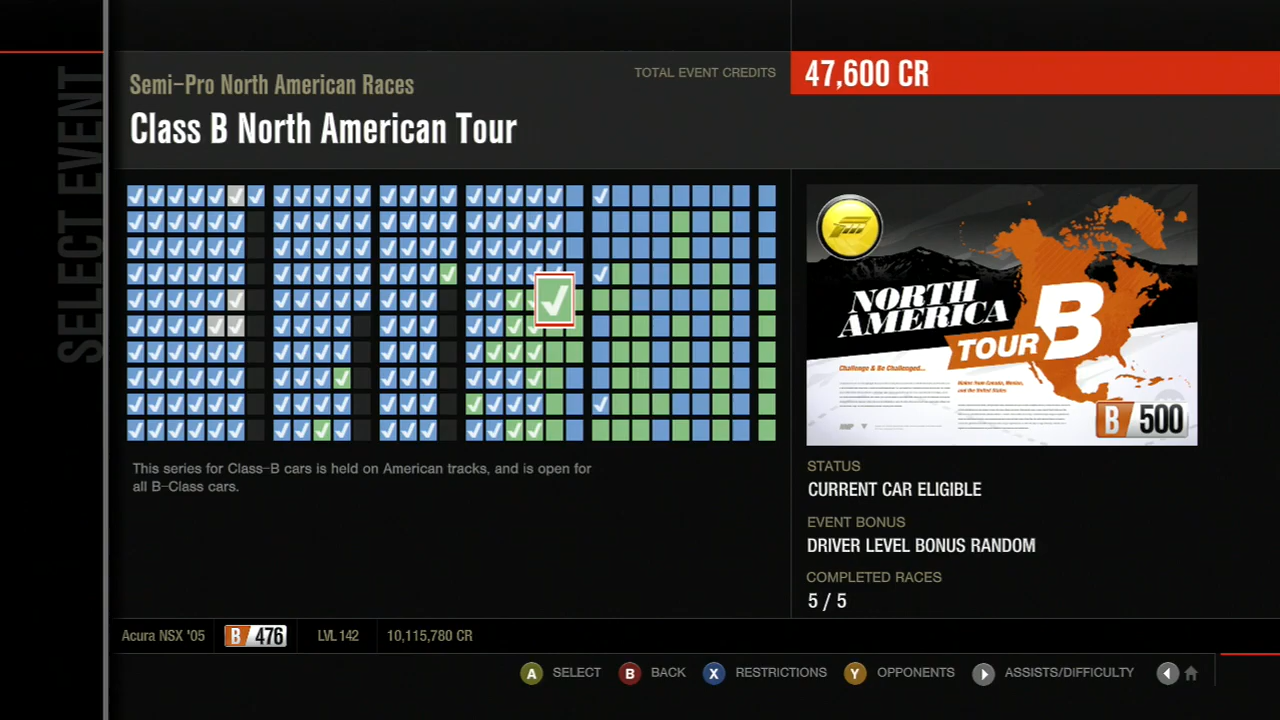 SELECT EVENT
Semi-Pro North American Races
Class B North American Tour
TOTAL EVENT CREDITS
47,600 CR
NORTH
AMERICA
TOUR B
Challenge & Be Challenged...
B 500
This series for Class-B cars is held on American tracks, and is open for
all B-Class cars.
STATUS
CURRENT CAR ELIGIBLE
EVENT BONUS
DRIVER LEVEL BONUS RANDOM
COMPLETED RACES
5 / 5
Acura NSX '05
B 476
LVL 142
10,115,780 CR
A SELECT
B BACK
X RESTRICTIONS
Y OPPONENTS
ASSISTS/DIFFICULTY